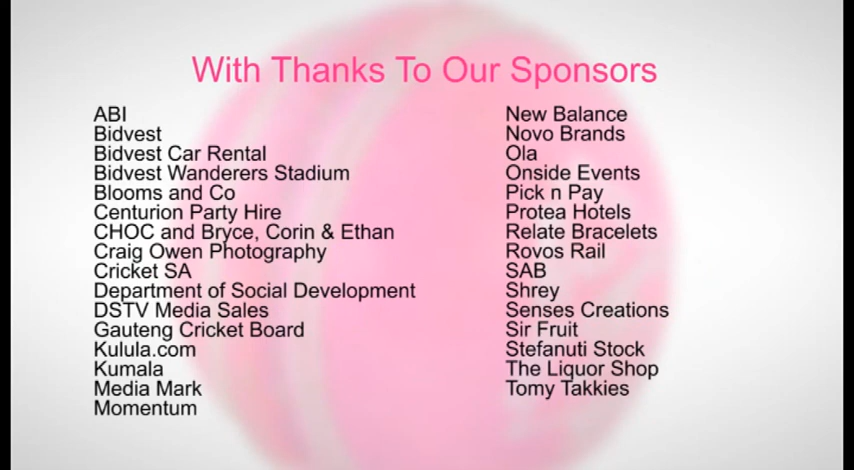 With Thanks To Our Sponsors
ABI
Bidvest
Bidvest Car Rental
Bidvest Wanderers Stadium
Blooms and Co
Centurion Party Hire
CHOC and Bryce, Corin & Ethan
Craig Owen Photography
Cricket SA
Department of Social Development
DSTV Media Sales
Gauteng Cricket Board
Kulula.com
Kumala
Media Mark
Momentum
New Balance
Novo Brands
Ola
Onside Events
Pick n Pay
Protea Hotels
Relate Bracelets
Rovos Rail
SAB
Shrey
Senses Creations
Sir Fruit
Stefanuti Stock
The Liquor Shop
Tomy Takkies